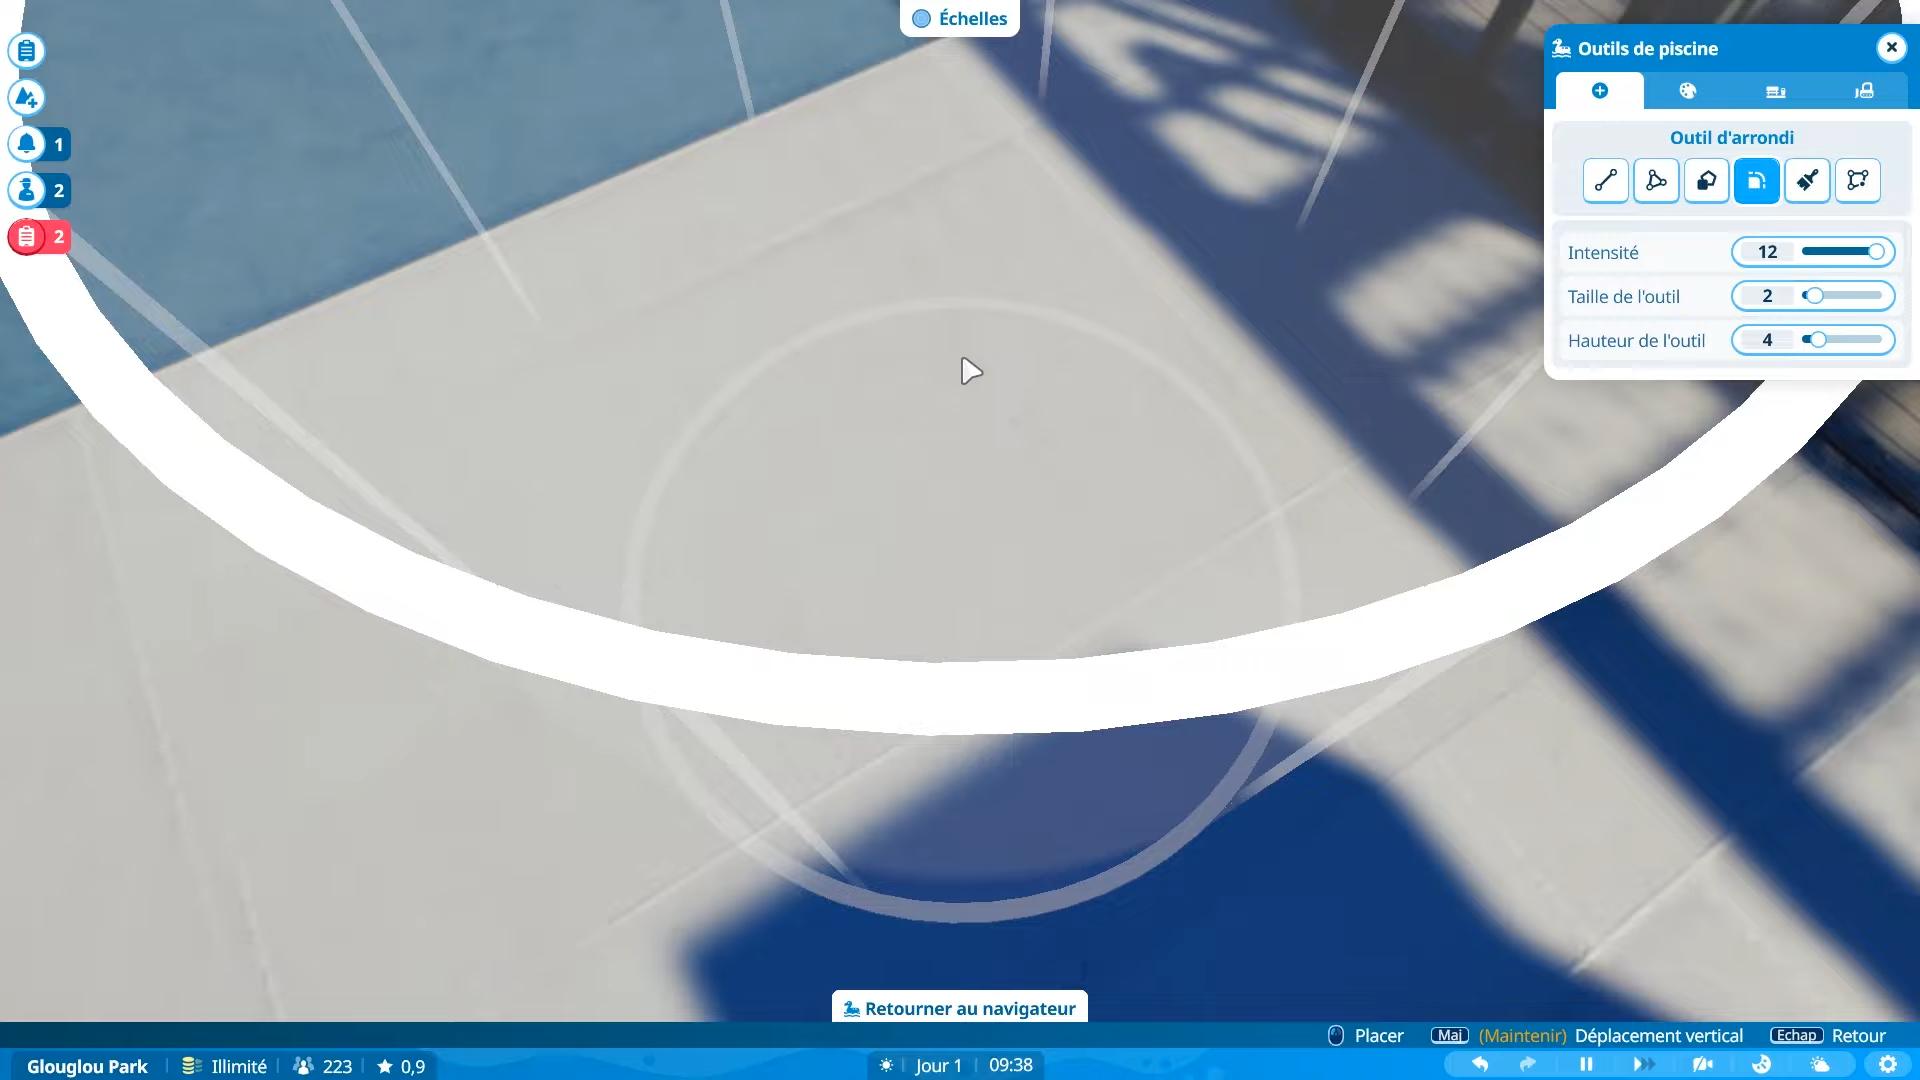 Échelles
Outils de piscine
Outil d'arrondi
Intensité 12
Taille de l'outil 2
Hauteur de l'outil 4
1
2
2
Retourner au navigateur
Placer Maj (Maintenir) Déplacement vertical Echap Retour
Glouglou Park Illimité 223 0,9 Jour 1 09:38